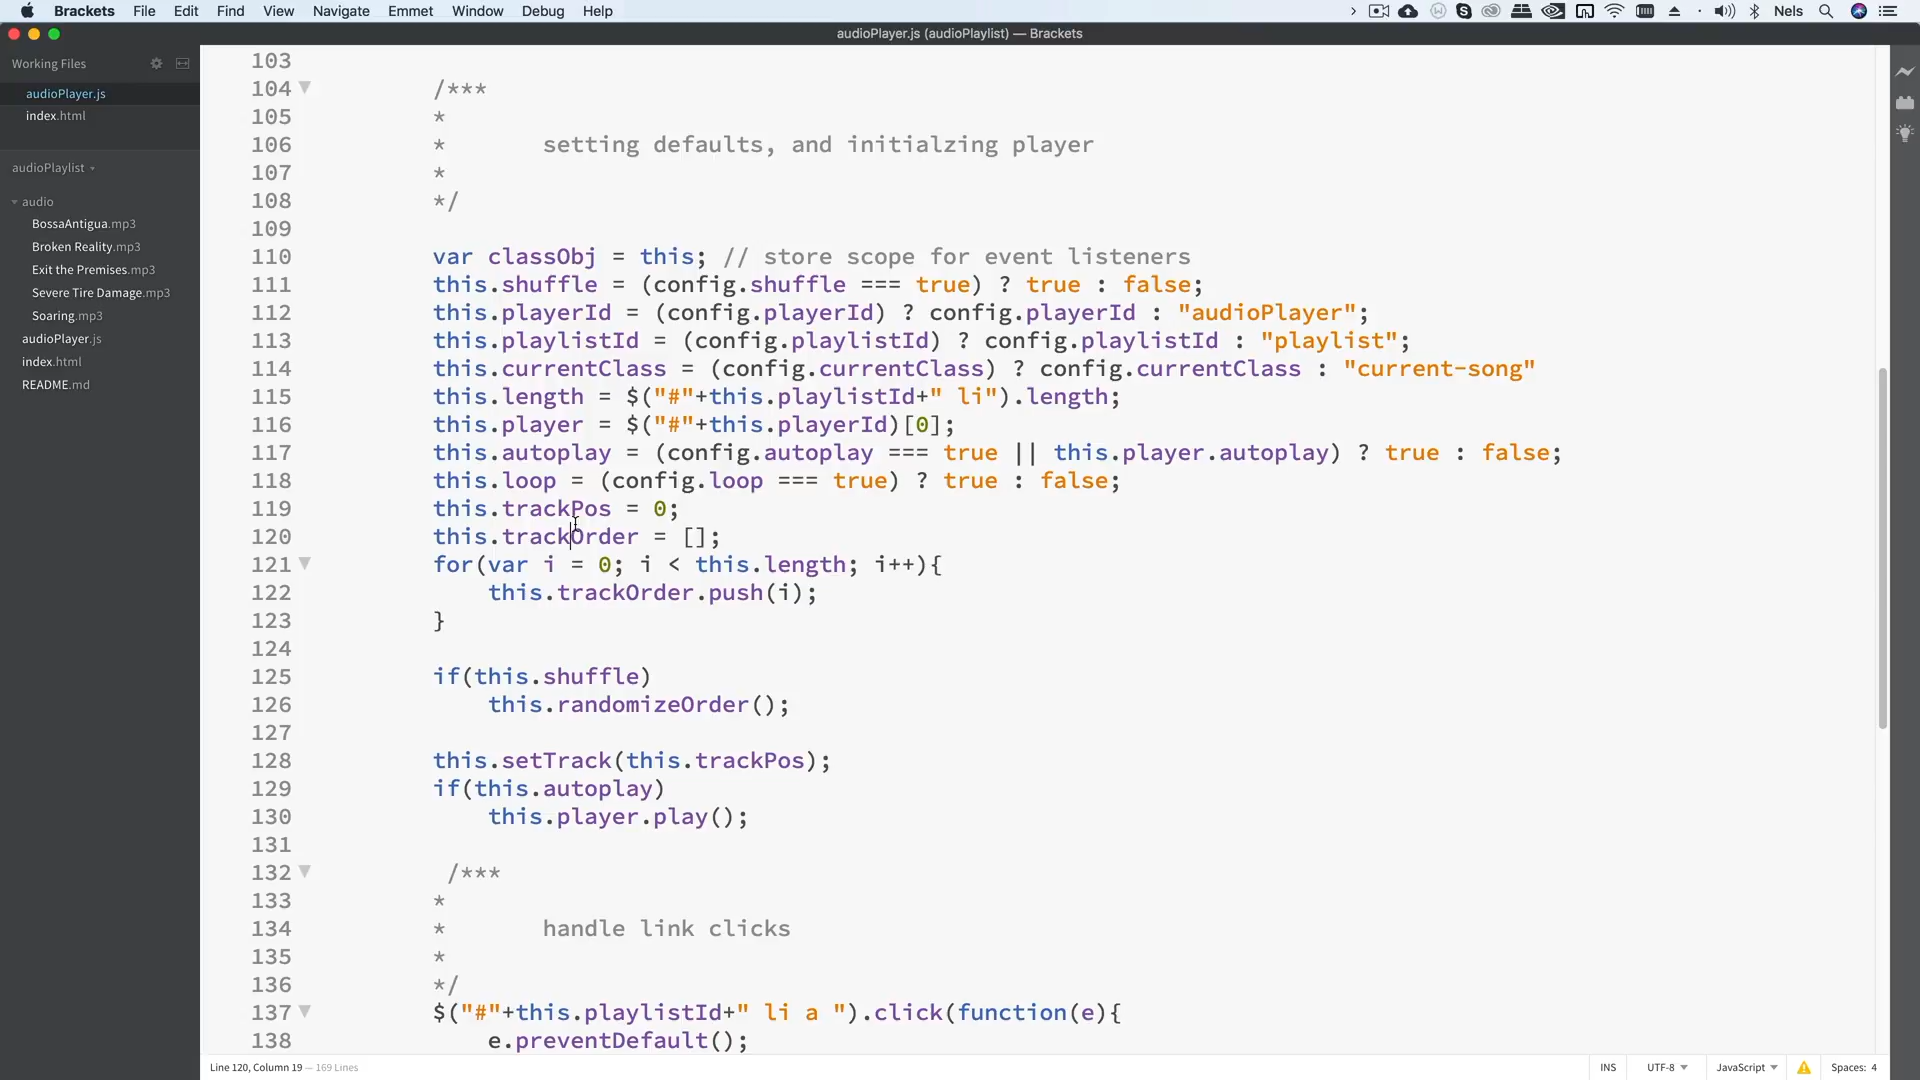 Brackets File Edit Find View Navigate Emmet Window Debug Help Nels
audioPlayer.js (audioPlaylist) — Brackets
Working Files
audioPlayer.js
index.html
audioPlaylist
audio
BossaAntigua.mp3
Broken Reality.mp3
Exit the Premises.mp3
Severe Tire Damage.mp3
Soaring.mp3
audioPlayer.js
index.html
README.md
103
104 /***
105 *
106 * setting defaults, and initialzing player
107 *
108 */
109
110 var classObj = this; // store scope for event listeners
111 this.shuffle = (config.shuffle === true) ? true : false;
112 this.playerId = (config.playerId) ? config.playerId : "audioPlayer";
113 this.playlistId = (config.playlistId) ? config.playlistId : "playlist";
114 this.currentClass = (config.currentClass) ? config.currentClass : "current-song"
115 this.length = $("#"+this.playlistId+" li").length;
116 this.player = $("#"+this.playerId)[0];
117 this.autoplay = (config.autoplay === true || this.player.autoplay) ? true : false;
118 this.loop = (config.loop === true) ? true : false;
119 this.trackPos = 0;
120 this.trackOrder = [];
121 for(var i = 0; i < this.length; i++){
122 this.trackOrder.push(i);
123 }
124
125 if(this.shuffle)
126 this.randomizeOrder();
127
128 this.setTrack(this.trackPos);
129 if(this.autoplay)
130 this.player.play();
131
132 /***
133 *
134 * handle link clicks
135 *
136 */
137 $("#"+this.playlistId+" li a ").click(function(e){
138 e.preventDefault();
Line 120, Column 19 — 169 Lines INS UTF-8 JavaScript Spaces: 4